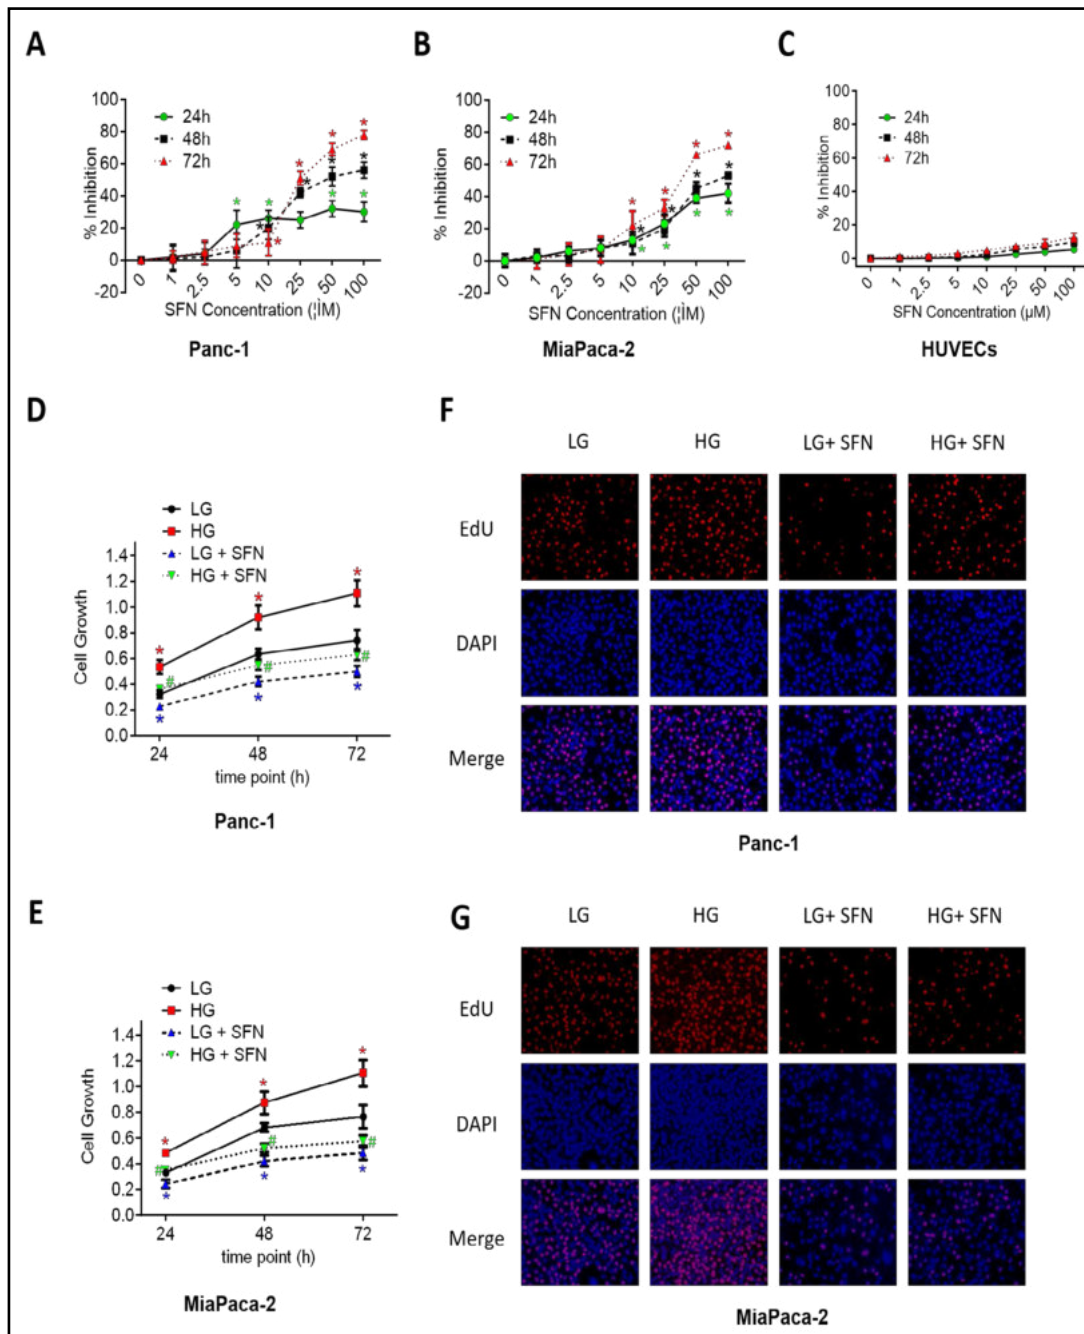 A
B
C
24h
48h
72h
100
80
60
40
20
0
-20
% Inhibition
0
1
2.5
5
10
25
50
100
SFN Concentration (¦ÌM)
Panc-1
24h
48h
72h
100
80
60
40
20
0
-20
% Inhibition
0
1
2.5
5
10
25
50
100
SFN Concentration (¦ÌM)
MiaPaca-2
24h
48h
72h
100
80
60
40
20
0
-20
% Inhibition
0
1
2.5
5
10
25
50
100
SFN Concentration (µM)
HUVECs
D
LG
HG
LG + SFN
HG + SFN
1.4
1.2
1.0
0.8
0.6
0.4
0.2
0.0
Cell Growth
* * *
# # #
* * *
24
48
72
time point (h)
Panc-1
F
LG
HG
LG+ SFN
HG+ SFN
EdU
DAPI
Merge
Panc-1
E
LG
HG
LG + SFN
HG + SFN
1.4
1.2
1.0
0.8
0.6
0.4
0.2
0.0
Cell Growth
* * *
# # #
* * *
24
48
72
time point (h)
MiaPaca-2
G
LG
HG
LG+ SFN
HG+ SFN
EdU
DAPI
Merge
MiaPaca-2